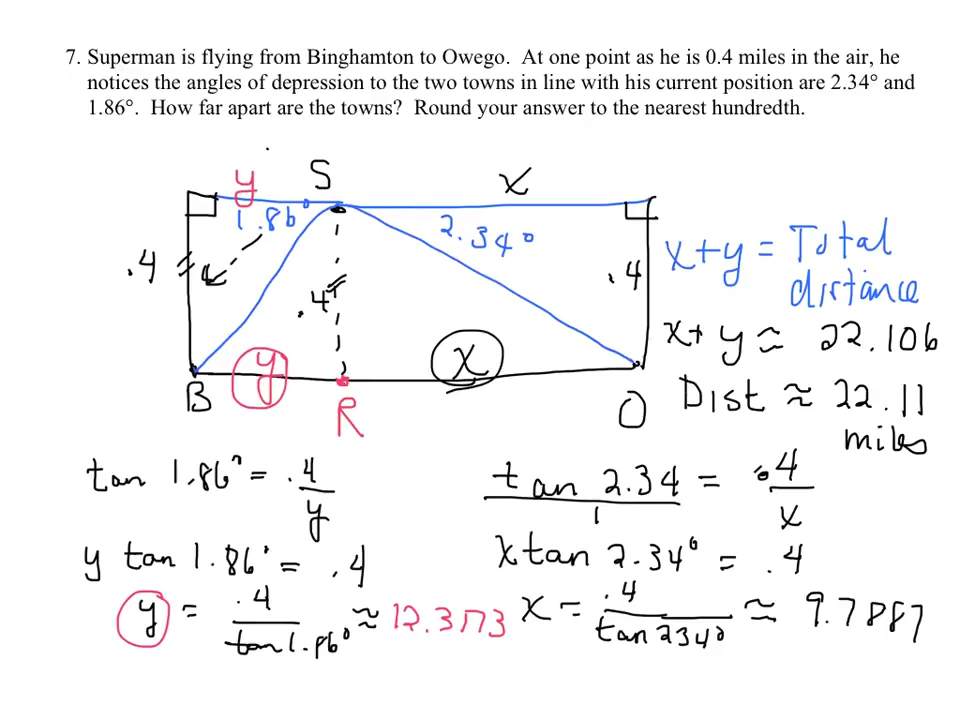 7. Superman is flying from Binghamton to Owego. At one point as he is 0.4 miles in the air, he
notices the angles of depression to the two towns in line with his current position are 2.34° and
1.86°. How far apart are the towns? Round your answer to the nearest hundredth.
y S x
1.86° 2.34°
.4 .4 .4
x+y = Total
distance
x+y ≈ 22.106
y x
B R O
Dist ≈ 22.11
miles
tan 1.86° = .4/y
tan 2.34/1 = .4/x
y tan 1.86° = .4
x tan 2.34° = .4
y = .4/tan 1.86° ≈ 12.3173
x = .4/tan 234° ≈ 9.7887